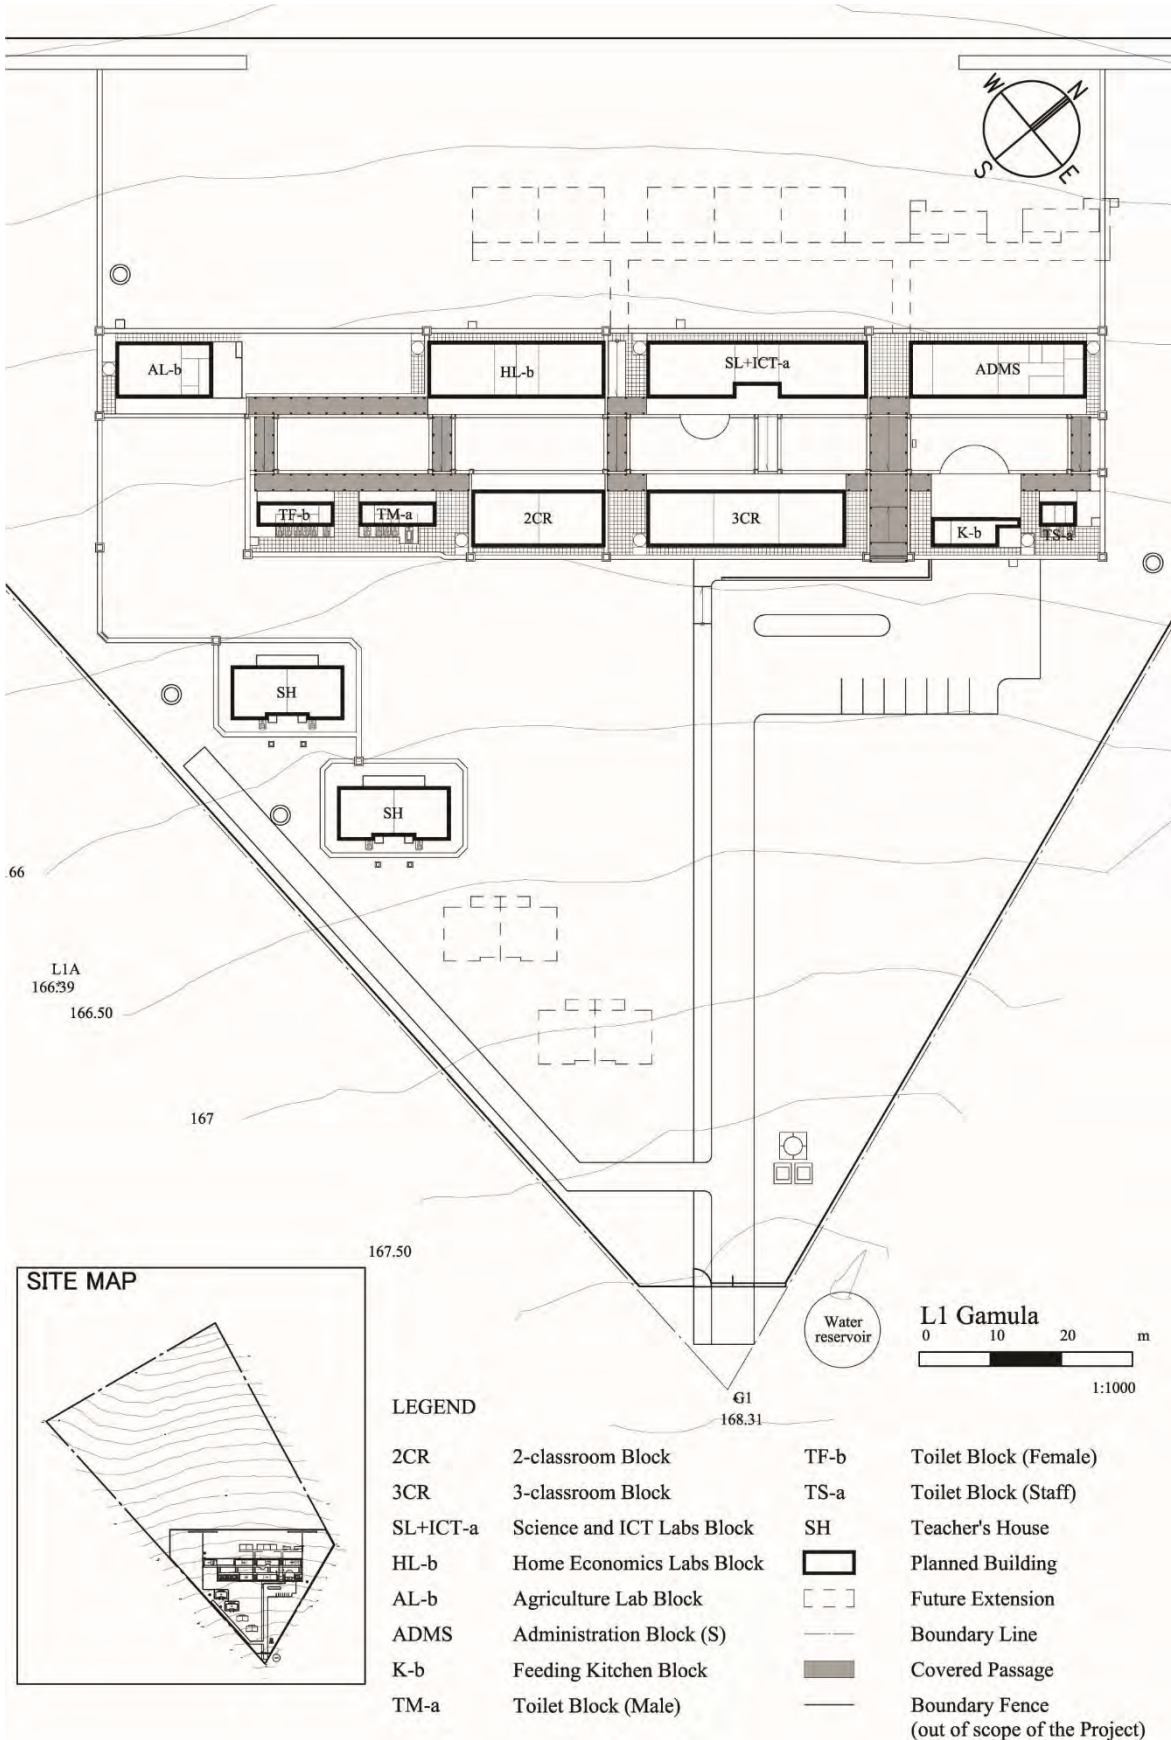 W
N
S
E
AL-b
HL-b
SL+ICT-a
ADMS
TF-b
TM-a
2CR
3CR
K-b
TS-a
SH
SH
66
L1A
166.39
166.50
167
167.50
SITE MAP
Water
reservoir
L1 Gamula
0 10 20 m
1:1000
G1
168.31
LEGEND
2CR 2-classroom Block
3CR 3-classroom Block
SL+ICT-a Science and ICT Labs Block
HL-b Home Economics Labs Block
AL-b Agriculture Lab Block
ADMS Administration Block (S)
K-b Feeding Kitchen Block
TM-a Toilet Block (Male)
TF-b Toilet Block (Female)
TS-a Toilet Block (Staff)
SH Teacher's House
Planned Building
Future Extension
Boundary Line
Covered Passage
Boundary Fence
(out of scope of the Project)